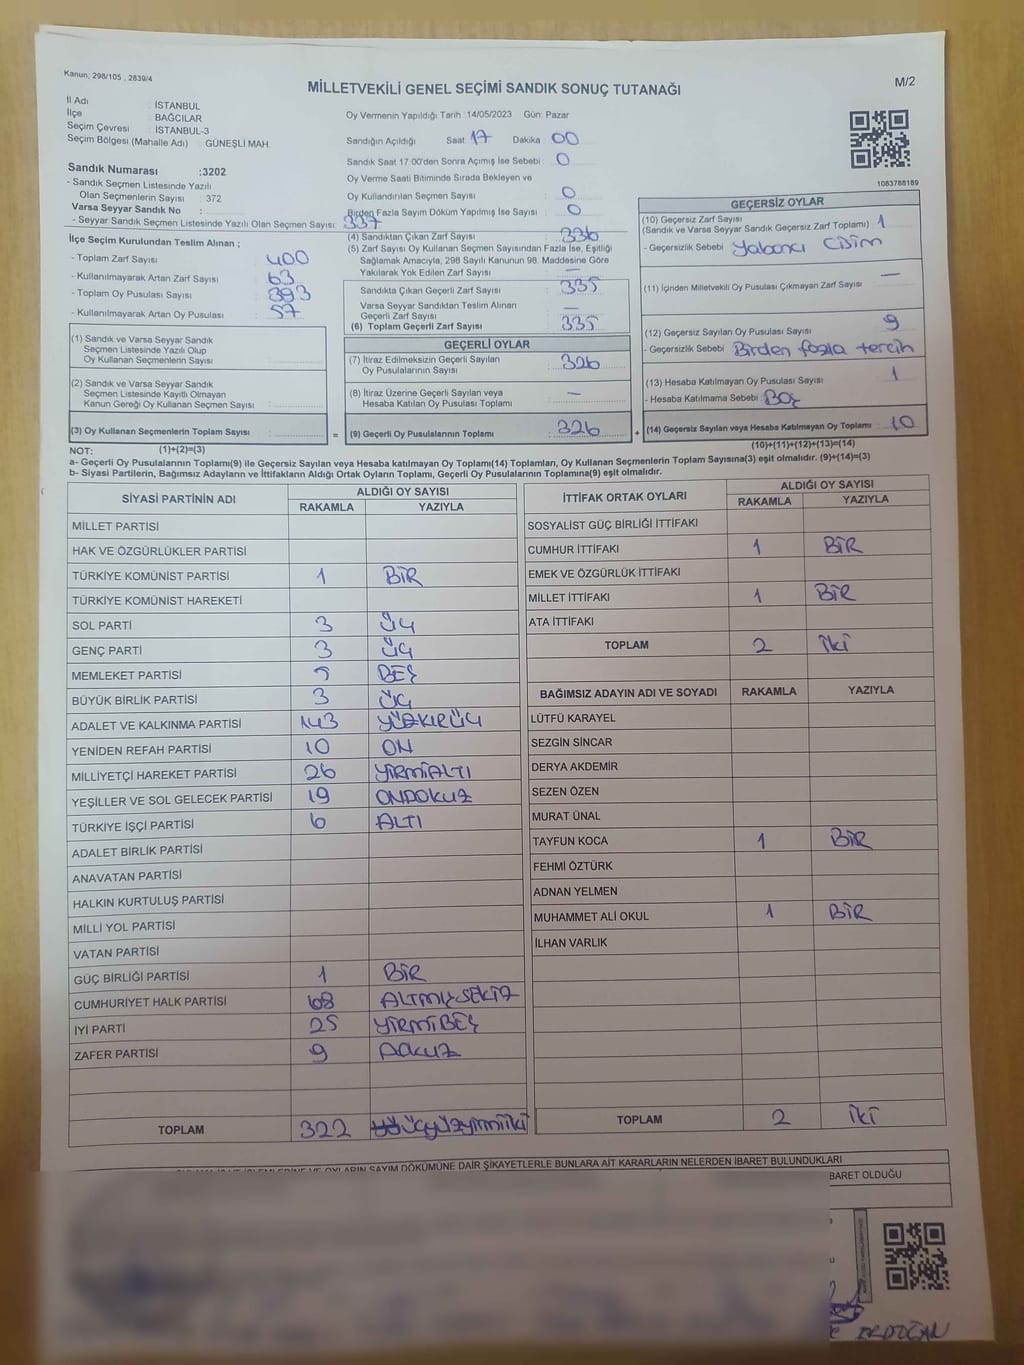 Kanun; 298/105 , 2839/4
MİLLETVEKİLİ GENEL SEÇİMİ SANDIK SONUÇ TUTANAĞI
M/2
İl Adı : İSTANBUL
İlçe : BAĞCILAR
Seçim Çevresi : İSTANBUL-3
Seçim Bölgesi (Mahalle Adı) : GÜNEŞLİ MAH.
Sandık Numarası :3202
- Sandık Seçmen Listesinde Yazılı
Olan Seçmenlerin Sayısı : 372
Varsa Seyyar Sandık No :
- Seyyar Sandık Seçmen Listesinde Yazılı Olan Seçmen Sayısı: 337
Oy Vermenin Yapıldığı Tarih :14/05/2023 Gün: Pazar
Sandığın Açıldığı Saat: 17 Dakika : 00
Sandık Saat 17:00'den Sonra Açımış İse Sebebi : 0
Oy Verme Saati Bitiminde Sırada Bekleyen ve
Oy Kullandırılan Seçmen Sayısı : 0
Birden Fazla Sayım Döküm Yapılmış İse Sayısı : 0
1083788189
İlçe Seçim Kurulundan Teslim Alınan ;
- Toplam Zarf Sayısı : 400
- Kullanılmayarak Artan Zarf Sayısı : 63
- Toplam Oy Pusulası Sayısı : 393
- Kullanılmayarak Artan Oy Pusulası : 57
(1) Sandık ve Varsa Seyyar Sandık
Seçmen Listesinde Yazılı Olup
Oy Kullanan Seçmenlerin Sayısı :
(2) Sandık ve Varsa Seyyar Sandık
Seçmen Listesinde Kayıtlı Olmayan
Kanun Gereği Oy Kullanan Seçmen Sayısı :
(3) Oy Kullanan Seçmenlerin Toplam Sayısı :
(1)+(2)=(3)
(4) Sandıktan Çıkan Zarf Sayısı : 336
(5) Zarf Sayısı Oy Kullanan Seçmen Sayısından Fazla İse, Eşitliği
Sağlamak Amacıyla, 298 Sayılı Kanunun 98. Maddesine Göre
Yakılarak Yok Edilen Zarf Sayısı : —
Sandıkta Çıkan Geçerli Zarf Sayısı : 335
Varsa Seyyar Sandıktan Teslim Alınan
Geçerli Zarf Sayısı : —
(6) Toplam Geçerli Zarf Sayısı : 335
GEÇERLİ OYLAR
(7) İtiraz Edilmeksizin Geçerli Sayılan
Oy Pusulalarının Sayısı : 326
(8) İtiraz Üzerine Geçerli Sayılan veya
Hesaba Katılan Oy Pusulası Toplamı : —
= (9) Geçerli Oy Pusulalarının Toplamı : 326 +
GEÇERSİZ OYLAR
(10) Geçersiz Zarf Sayısı
(Sandık ve Varsa Seyyar Sandık Geçersiz Zarf Toplamı) : 1
- Geçersizlik Sebebi : Yabancı Cisim
(11) İçinden Milletvekili Oy Pusulası Çıkmayan Zarf Sayısı : —
(12) Geçersiz Sayılan Oy Pusulası Sayısı : 9
- Geçersizlik Sebebi : Birden fazla tercih
(13) Hesaba Katılmayan Oy Pusulası Sayısı : 1
- Hesaba Katılmama Sebebi : Boş
(14) Geçersiz Sayılan veya Hesaba Katılmayan Oy Toplamı : 10
(10)+(11)+(12)+(13)=(14)
NOT:
a- Geçerli Oy Pusulalarının Toplamı(9) ile Geçersiz Sayılan veya Hesaba katılmayan Oy Toplamı(14) Toplamları, Oy Kullanan Seçmenlerin Toplam Sayısına(3) eşit olmalıdır. (9)+(14)=(3)
b- Siyasi Partilerin, Bağımsız Adayların ve İttifakların Aldığı Ortak Oyların Toplamı, Geçerli Oy Pusulalarının Toplamına(9) eşit olmalıdır.
SİYASİ PARTİNİN ADI ALDIĞI OY SAYISI
RAKAMLA YAZIYLA
MİLLET PARTİSİ
HAK VE ÖZGÜRLÜKLER PARTİSİ
TÜRKİYE KOMÜNİST PARTİSİ 1 BİR
TÜRKİYE KOMÜNİST HAREKETİ
SOL PARTİ 3 ÜÇ
GENÇ PARTİ 3 ÜÇ
MEMLEKET PARTİSİ 5 BEŞ
BÜYÜK BİRLİK PARTİSİ 3 ÜÇ
ADALET VE KALKINMA PARTİSİ 143 YÜZKIRÜÇ
YENİDEN REFAH PARTİSİ 10 ON
MİLLİYETÇİ HAREKET PARTİSİ 26 YİRMİALTI
YEŞİLLER VE SOL GELECEK PARTİSİ 19 ONDOKUZ
TÜRKİYE İŞÇİ PARTİSİ 6 ALTI
ADALET BİRLİK PARTİSİ
ANAVATAN PARTİSİ
HALKIN KURTULUŞ PARTİSİ
MİLLİ YOL PARTİSİ
VATAN PARTİSİ
GÜÇ BİRLİĞİ PARTİSİ 1 BİR
CUMHURİYET HALK PARTİSİ 68 ALTMIŞSEKİZ
İYİ PARTİ 25 YİRMİBEŞ
ZAFER PARTİSİ 9 DOKUZ
TOPLAM 322 üçyüzyirmiiki
İTTİFAK ORTAK OYLARI ALDIĞI OY SAYISI
RAKAMLA YAZIYLA
SOSYALİST GÜÇ BİRLİĞİ İTTİFAKI
CUMHUR İTTİFAKI 1 BİR
EMEK VE ÖZGÜRLÜK İTTİFAKI
MİLLET İTTİFAKI 1 BİR
ATA İTTİFAKI
TOPLAM 2 iki
BAĞIMSIZ ADAYIN ADI VE SOYADI RAKAMLA YAZIYLA
LÜTFÜ KARAYEL
SEZGİN SİNCAR
DERYA AKDEMİR
SEZEN ÖZEN
MURAT ÜNAL
TAYFUN KOCA 1 BİR
FEHMİ ÖZTÜRK
ADNAN YELMEN
MUHAMMET ALİ OKUL 1 BİR
İLHAN VARLIK
TOPLAM 2 İKİ
OYLARIN SAYIM DÖKÜMÜNE DAİR ŞİKAYETLERLE BUNLARA AİT KARARLARIN NELERDEN İBARET BULUNDUKLARI
BARET OLDUĞU
ERDOĞAN